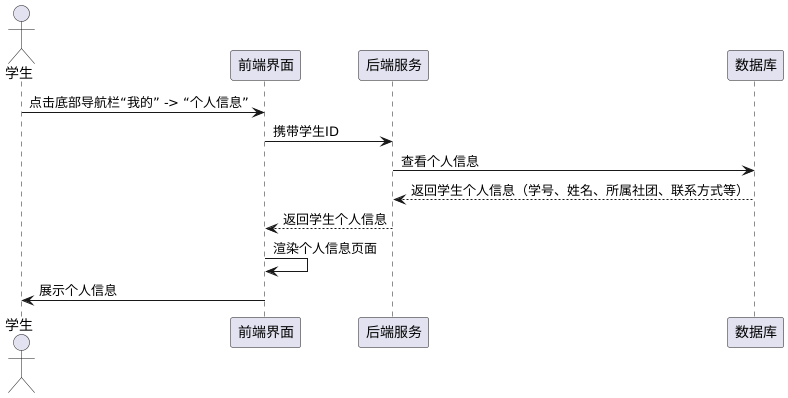 学生
前端界面
后端服务
数据库
点击底部导航栏“我的” -> “个人信息”
携带学生ID
查看个人信息
返回学生个人信息（学号、姓名、所属社团、联系方式等）
返回学生个人信息
渲染个人信息页面
展示个人信息
学生
前端界面
后端服务
数据库